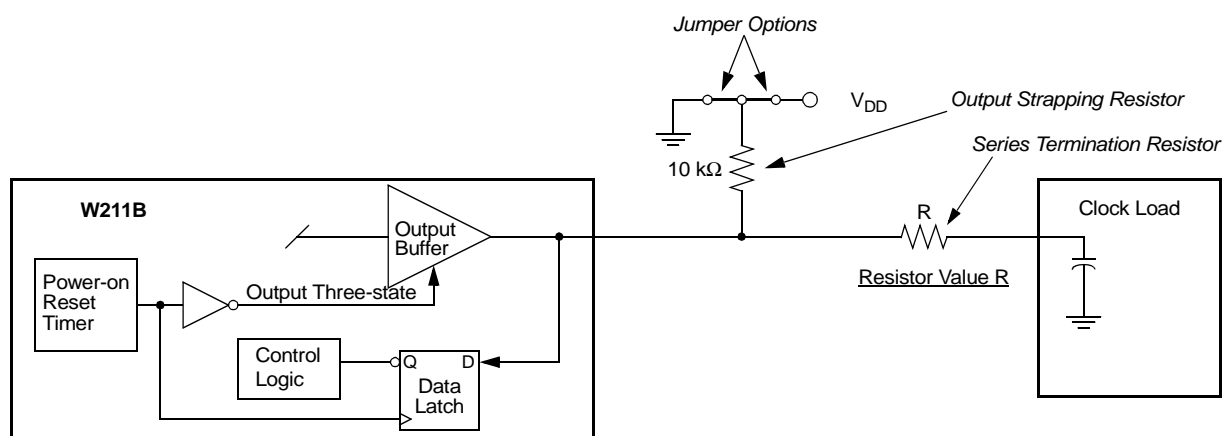 Jumper Options
V_DD
Output Strapping Resistor
10 kΩ
Series Termination Resistor
W211B
Output
Buffer
R
Clock Load
Power-on
Reset
Timer
Output Three-state
Resistor Value R
Control
Logic
Q
D
Data
Latch